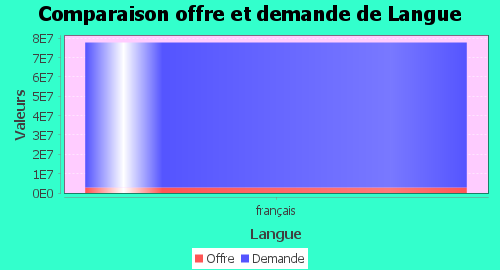 Comparaison offre et demande de Langue
8E7
7E7
6E7
5E7
4E7
3E7
2E7
1E7
0E0
Valeurs
français
Langue
Offre Demande